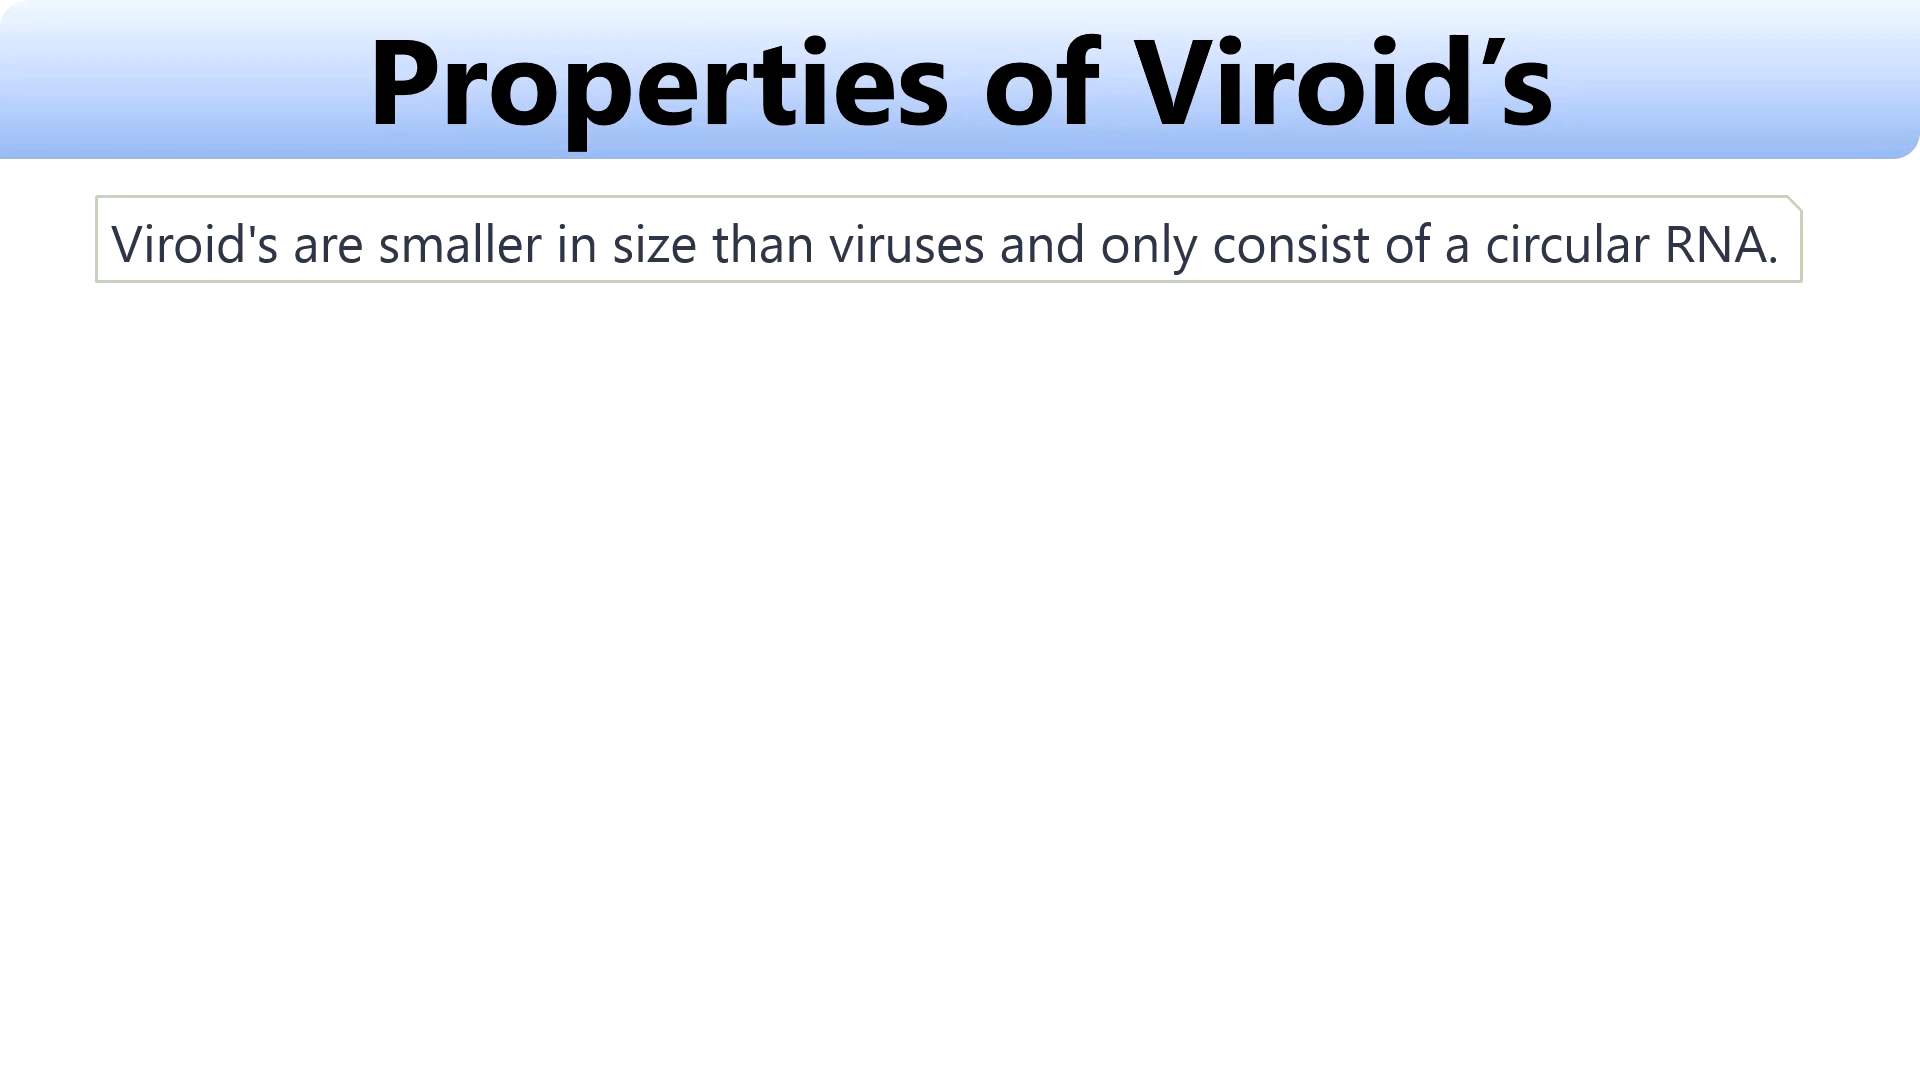 Properties of Viroid’s
Viroid's are smaller in size than viruses and only consist of a circular RNA.